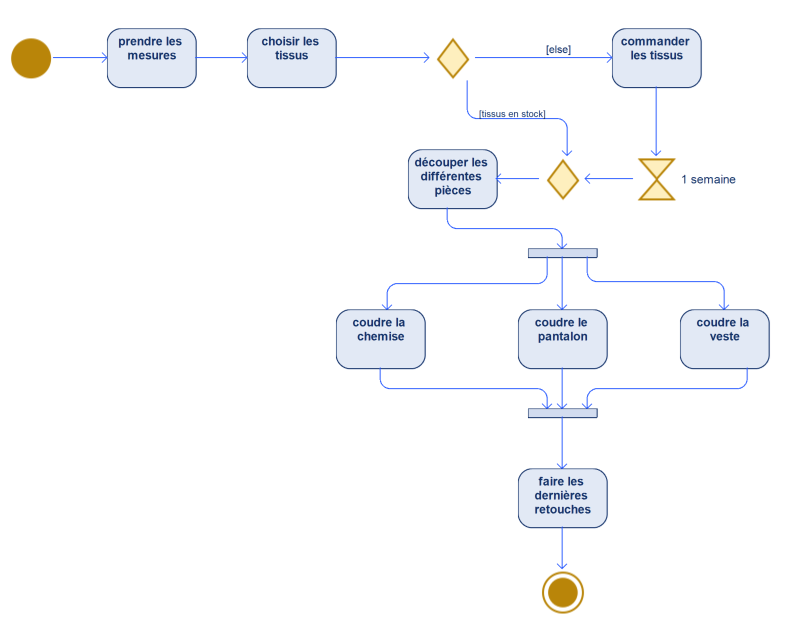 prendre les
mesures
choisir les
tissus
[else]
commander
les tissus
[tissus en stock]
découper les
différentes
pièces
1 semaine
coudre la
chemise
coudre le
pantalon
coudre la
veste
faire les
dernières
retouches